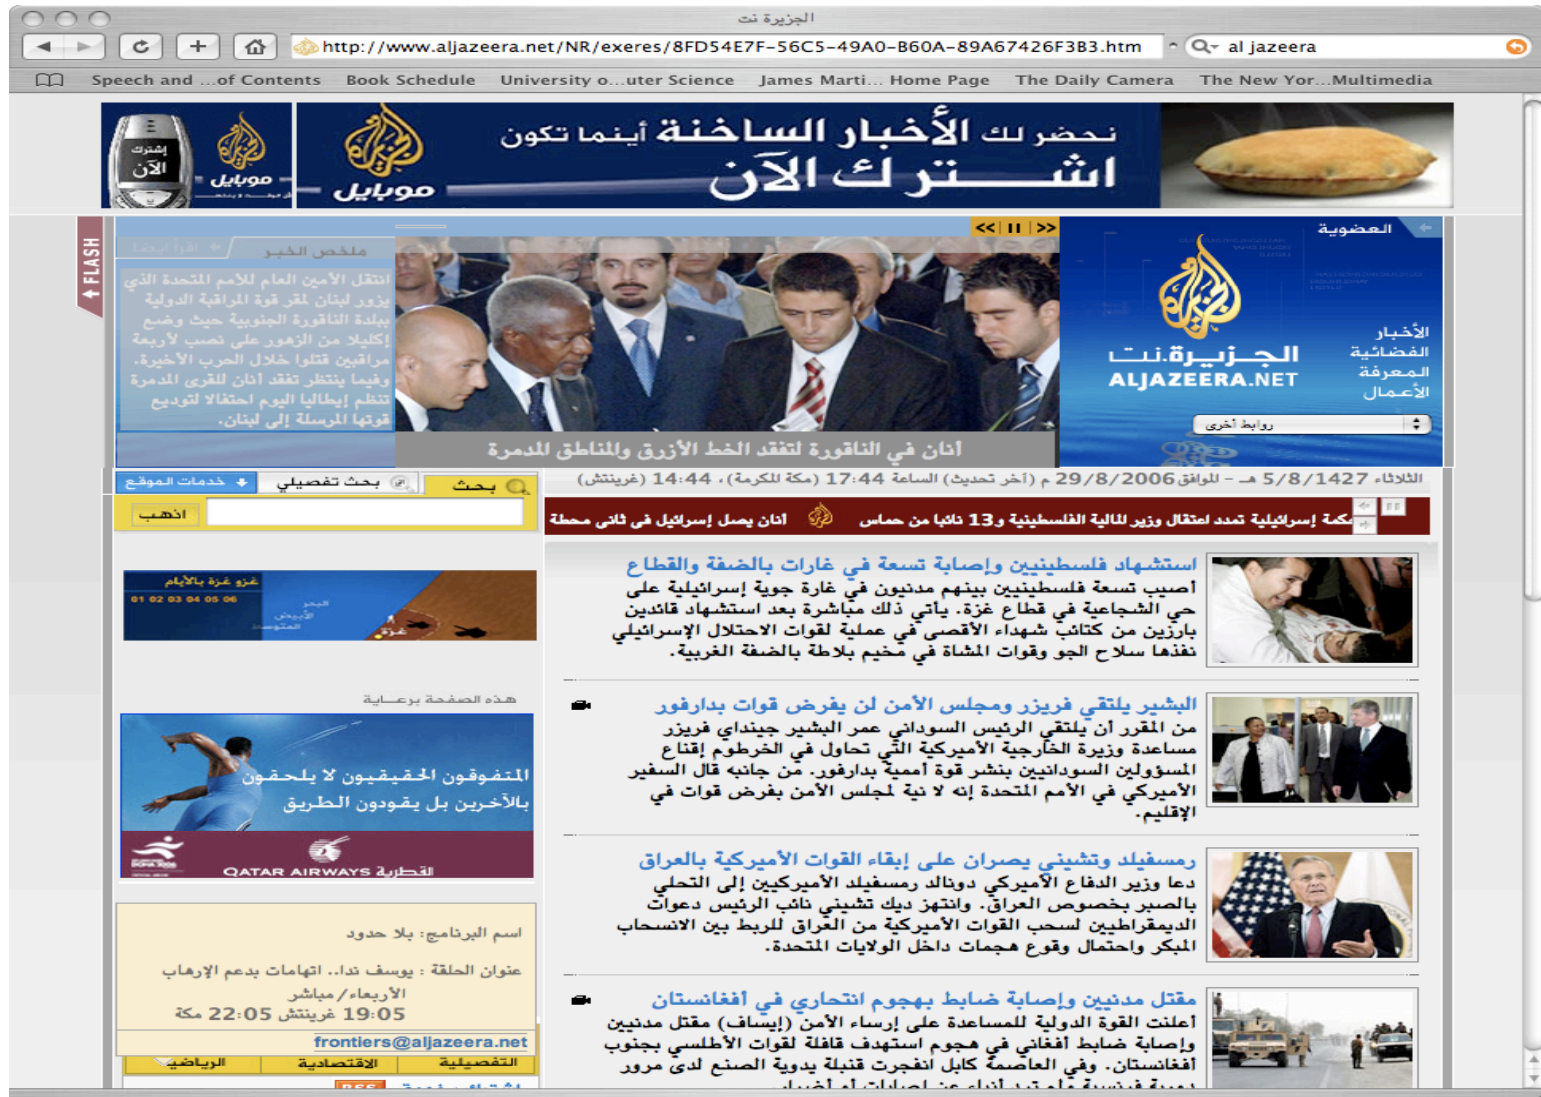 الجزيرة نت
http://www.aljazeera.net/NR/exeres/8FD54E7F-56C5-49A0-B60A-89A67426F3B3.htm
al jazeera
Speech and ...of Contents Book Schedule University o...uter Science James Marti... Home Page The Daily Camera The New Yor...Multimedia
نحضر لك الأخبار الساخنة أينما تكون
اشترك الآن
موبايل
موبايل
إشترك
الآن
FLASH
العضوية
الأخبار
الفضائية
المعرفة
الأعمال
الجزيرة.نت
ALJAZEERA.NET
روابط أخرى
<< II >>
أنان في الناقورة لتفقد الخط الأزرق والمناطق المدمرة
ملخص الخبر
اقرأ ايضا
انتقل الأمين العام للأمم المتحدة الذي
يزور لبنان لمقر قوة المراقبة الدولية
ببلدة الناقورة الجنوبية حيث وضع
إكليلا من الزهور على نصب لأربعة
مراقبين قتلوا خلال الحرب الأخيرة.
وفيما ينتظر تفقد أنان للقرى المدمرة
تنظم إيطاليا اليوم احتفالا لتوديع
قوتها المرسلة إلى لبنان.
الثلاثاء 5/8/1427 هـ - الموافق29/8/2006 م (آخر تحديث) الساعة 17:44 (مكة المكرمة)، 14:44 (غرينتش)
كمة إسرائيلية تمدد اعتقال وزير المالية الفلسطينية و13 نائبا من حماس أنان يصل إسرائيل في ثاني محطة
استشهاد فلسطينيين وإصابة تسعة في غارات بالضفة والقطاع
أصيب تسعة فلسطينيين بينهم مدنيون في غارة جوية إسرائيلية على
حي الشجاعية في قطاع غزة. يأتي ذلك مباشرة بعد استشهاد قائدين
بارزين من كتائب شهداء الأقصى في عملية لقوات الاحتلال الإسرائيلي
نفذها سلاح الجو وقوات المشاة في مخيم بلاطة بالضفة الغربية.
البشير يلتقي فريزر ومجلس الأمن لن يفرض قوات بدارفور
من المقرر أن يلتقي الرئيس السوداني عمر البشير جينداي فريزر
مساعدة وزيرة الخارجية الأميركية التي تحاول في الخرطوم إقناع
المسؤولين السودانيين بنشر قوة أممية بدارفور. من جانبه قال السفير
الأميركي في الأمم المتحدة إنه لا نية لمجلس الأمن بفرض قوات في
الإقليم.
رمسفيلد وتشيني يصران على إبقاء القوات الأميركية بالعراق
دعا وزير الدفاع الأميركي دونالد رمسفيلد الأميركيين إلى التحلي
بالصبر بخصوص العراق. وانتهز ديك تشيني نائب الرئيس دعوات
الديمقراطيين لسحب القوات الأميركية من العراق للربط بين الانسحاب
المبكر واحتمال وقوع هجمات داخل الولايات المتحدة.
مقتل مدنيين وإصابة ضابط بهجوم انتحاري في أفغانستان
أعلنت القوة الدولية للمساعدة على إرساء الأمن (إيساف) مقتل مدنيين
وإصابة ضابط أفغاني في هجوم استهدف قافلة لقوات الأطلسي بجنوب
أفغانستان. وفي العاصمة كابل انفجرت قنبلة يدوية الصنع لدى مرور
بحث
بحث تفصيلي
خدمات الموقع
اذهب
غزو غزة بالأيام
01 02 03 04 05 06
البحر
الأبيض
المتوسط
غزة
هذه الصفحة برعاية
المتفوقون الحقيقيون لا يلحقون
بالآخرين بل يقودون الطريق
القطرية QATAR AIRWAYS
اسم البرنامج: بلا حدود
عنوان الحلقة : يوسف ندا.. اتهامات بدعم الإرهاب
الأربعاء/مباشر
19:05 غرينتش 22:05 مكة
frontiers@aljazeera.net
التفصيلية
الاقتصادية
الرياضية
RSS